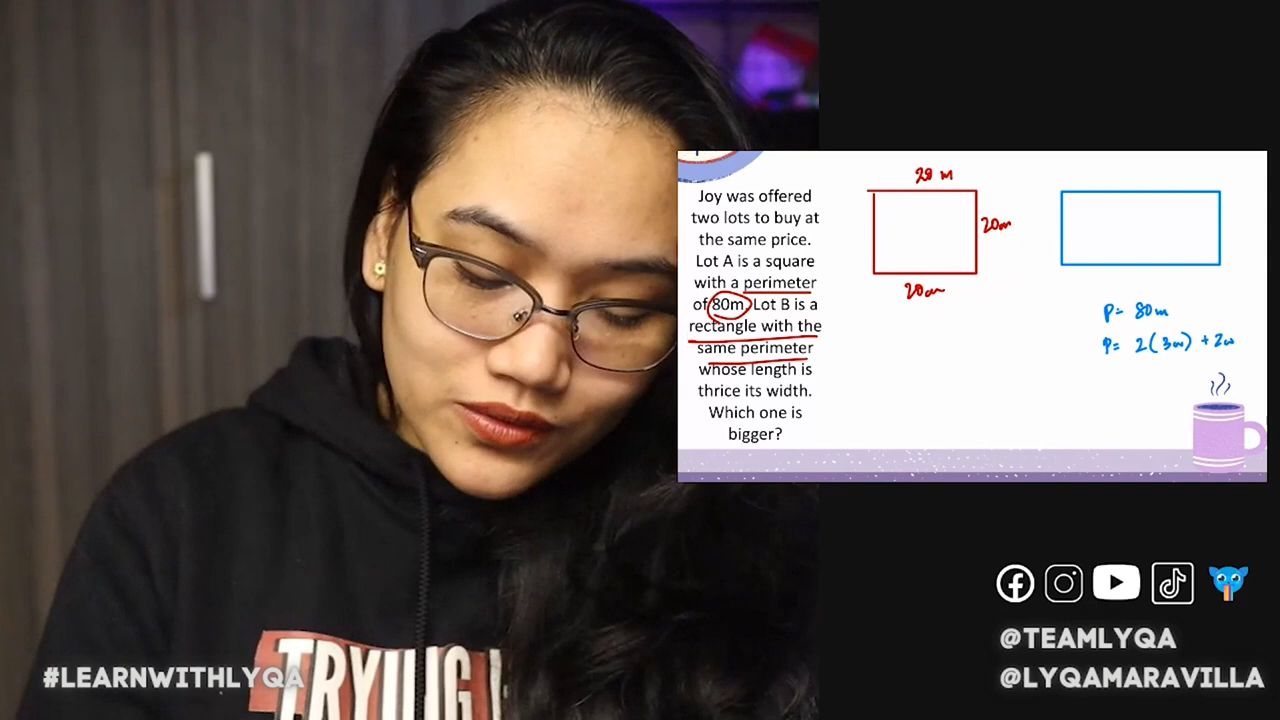 Joy was offered
two lots to buy at
the same price.
Lot A is a square
with a perimeter
of 80m. Lot B is a
rectangle with the
same perimeter
whose length is
thrice its width.
Which one is
bigger?
20 m
20m
20m
P= 80m
P= 2(3w) + 2w
TRYING
#LEARNWITHLYQA
@TEAMLYQA
@LYQAMARAVILLA